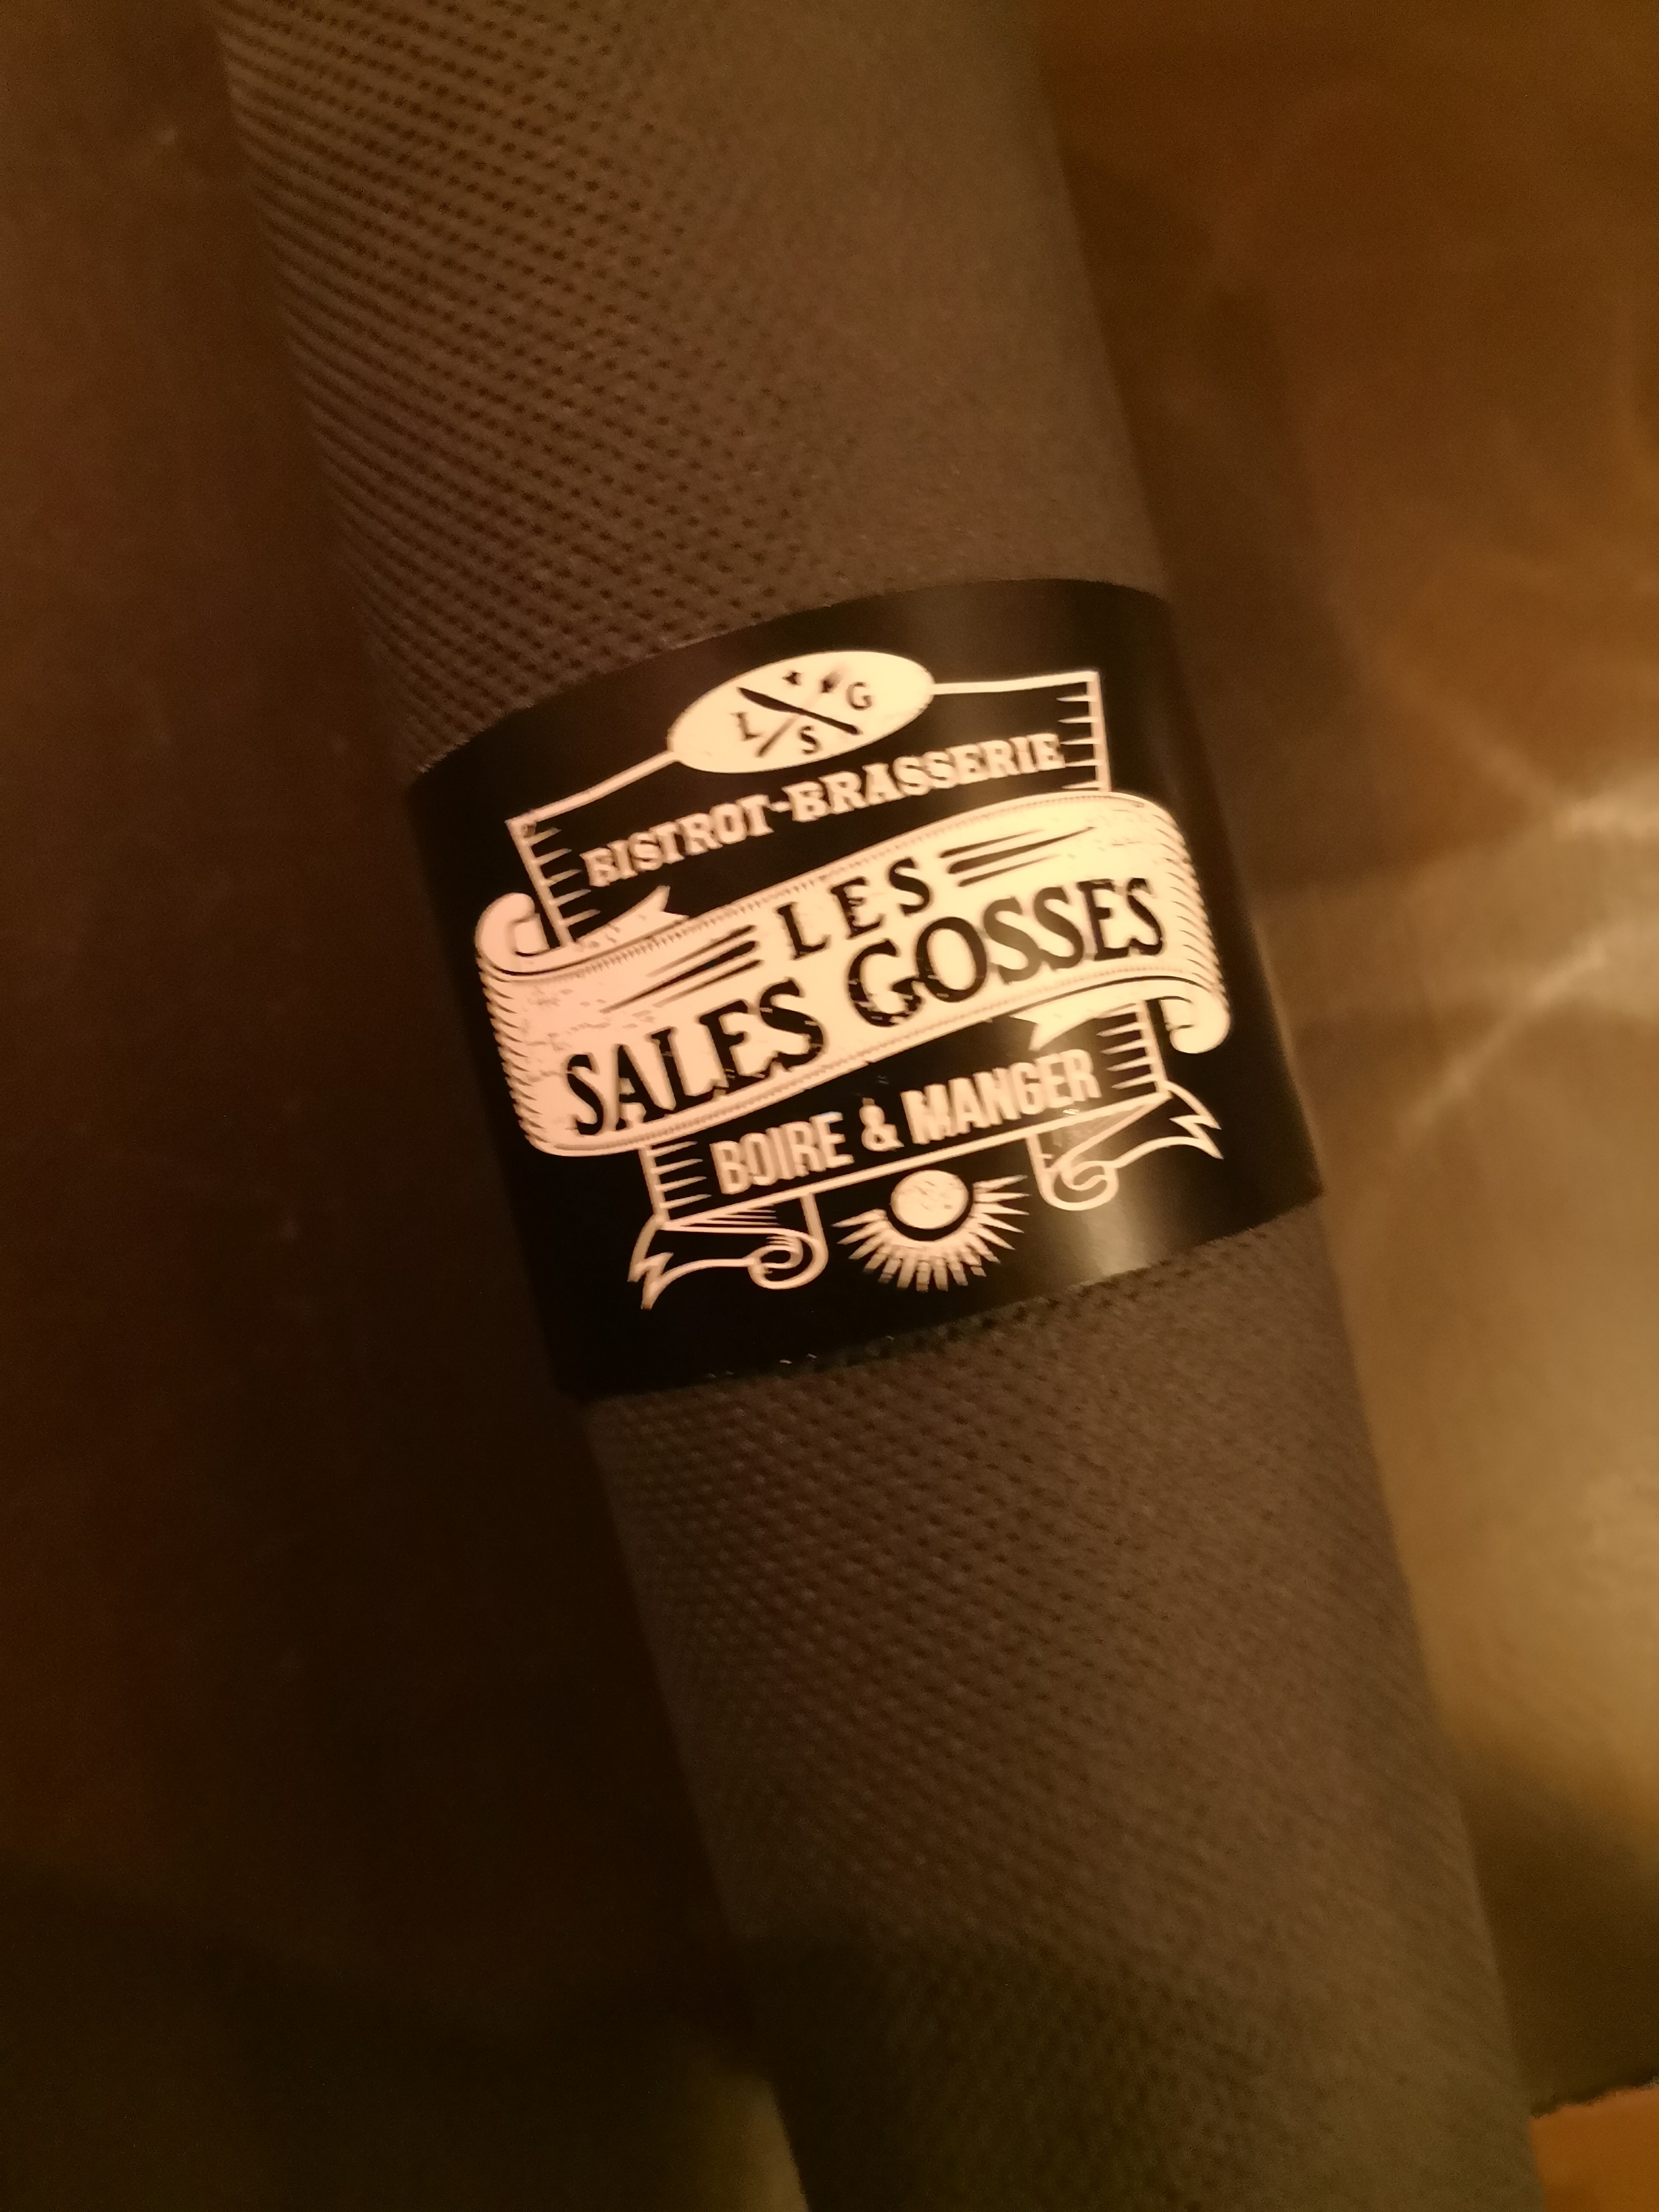 L G
S
BISTROT-BRASSERIE
LES
SALES GOSSES
BOIRE & MANGER